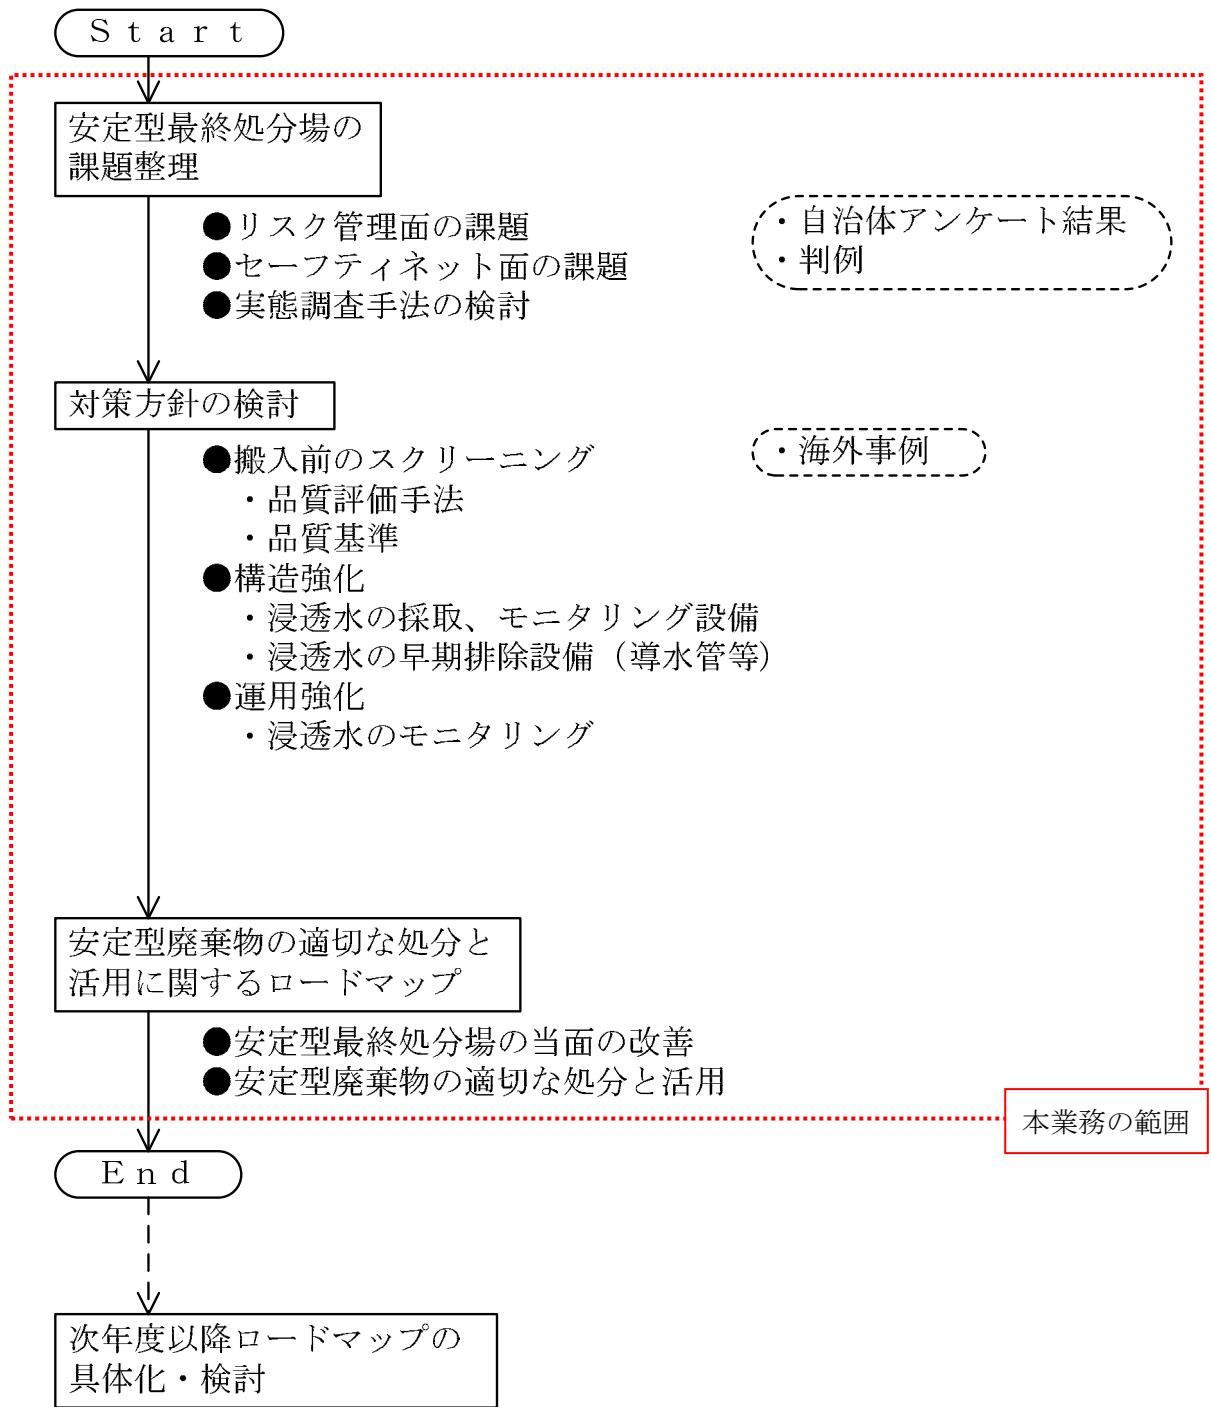 Ｓｔａｒｔ
安定型最終処分場の
課題整理
●リスク管理面の課題
●セーフティネット面の課題
●実態調査手法の検討
・自治体アンケート結果
・判例
対策方針の検討
●搬入前のスクリーニング
・品質評価手法
・品質基準
●構造強化
・浸透水の採取、モニタリング設備
・浸透水の早期排除設備（導水管等）
●運用強化
・浸透水のモニタリング
・海外事例
安定型廃棄物の適切な処分と
活用に関するロードマップ
●安定型最終処分場の当面の改善
●安定型廃棄物の適切な処分と活用
本業務の範囲
Ｅｎｄ
次年度以降ロードマップの
具体化・検討